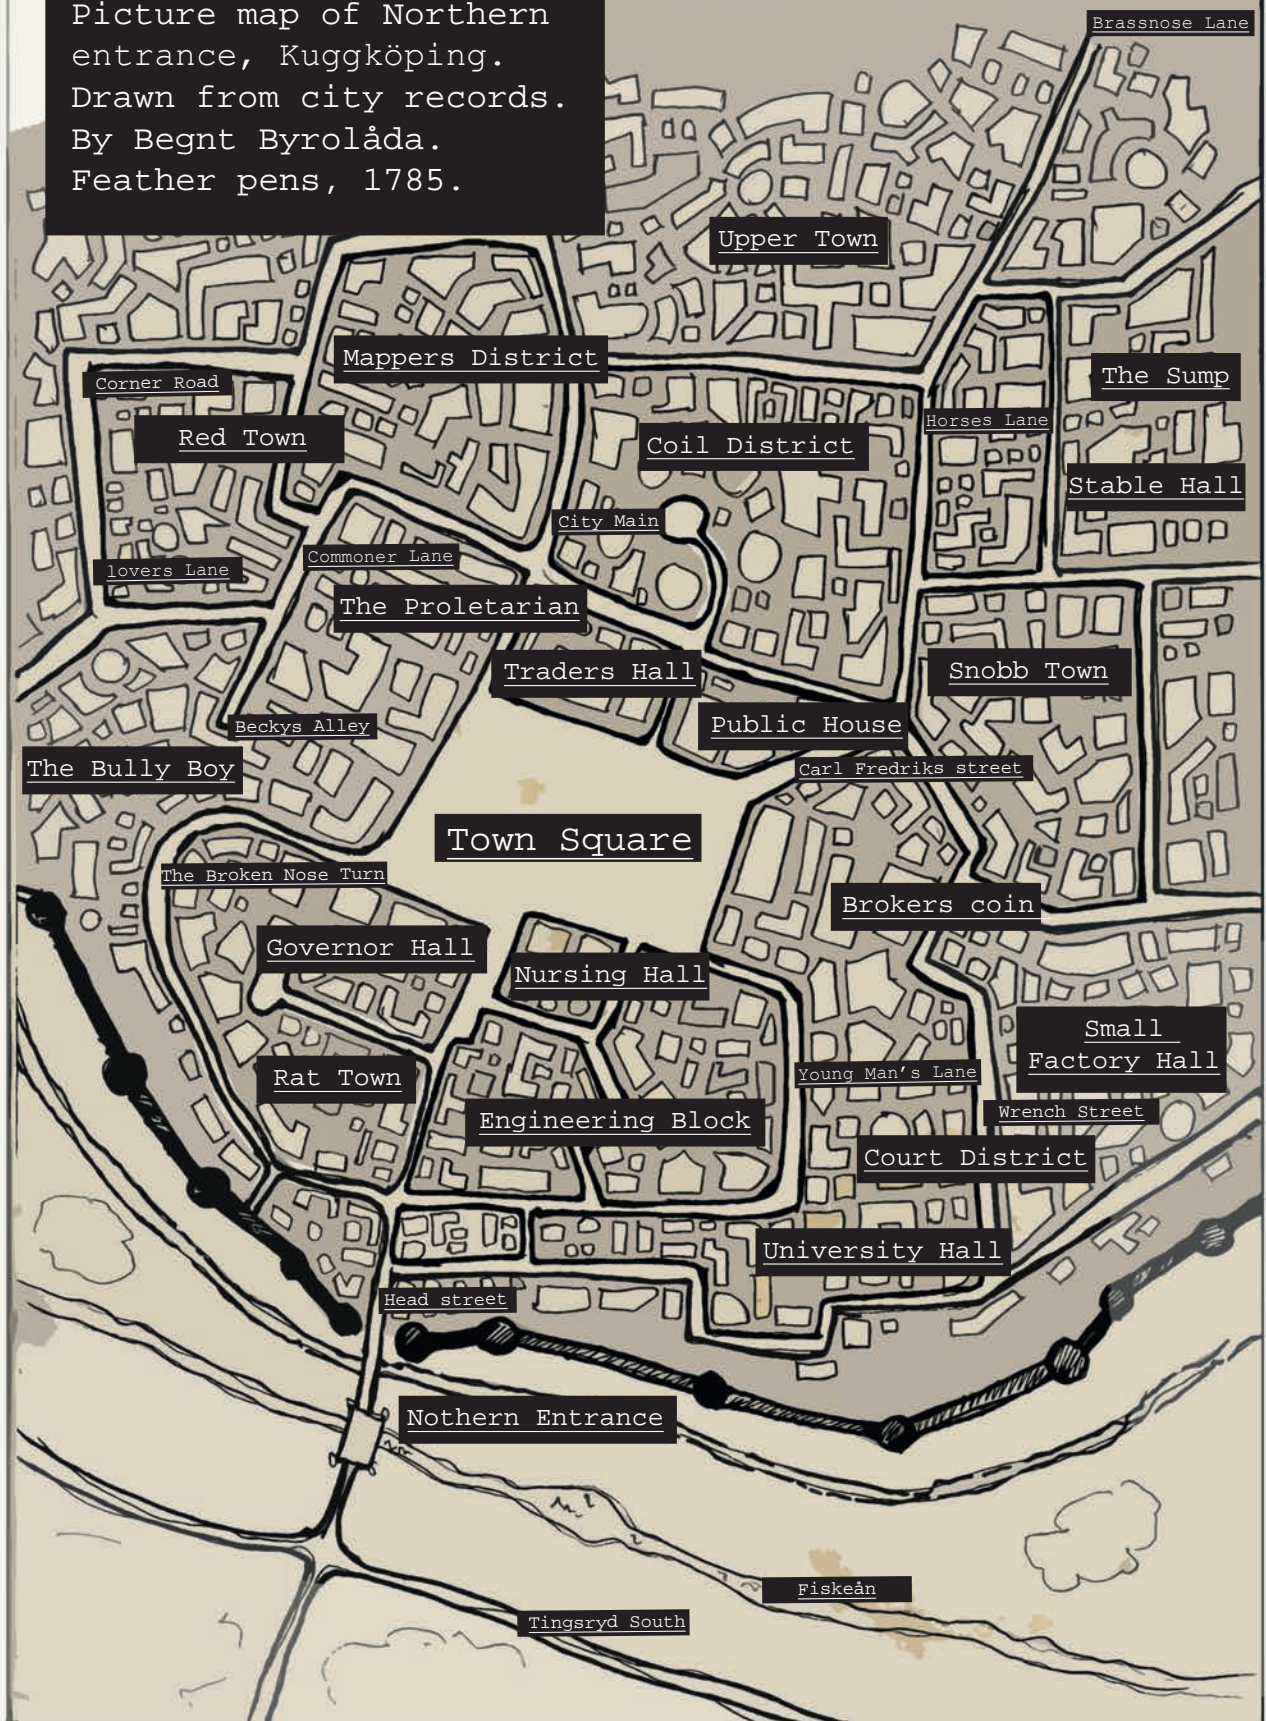 Picture map of Northern
entrance, Kuggköping.
Drawn from city records.
By Begnt Byrolåda.
Feather pens, 1785.
Brassnose Lane
Upper Town
Mappers District
Corner Road
The Sump
Red Town
Horses Lane
Coil District
Stable Hall
City Main
Commoner Lane
lovers Lane
The Proletarian
Traders Hall
Snobb Town
Beckys Alley
Public House
The Bully Boy
Carl Fredriks street
Town Square
The Broken Nose Turn
Brokers coin
Governor Hall
Nursing Hall
Small
Factory Hall
Rat Town
Young Man's Lane
Engineering Block
Wrench Street
Court District
University Hall
Head street
Nothern Entrance
Fiskeån
Tingsryd South